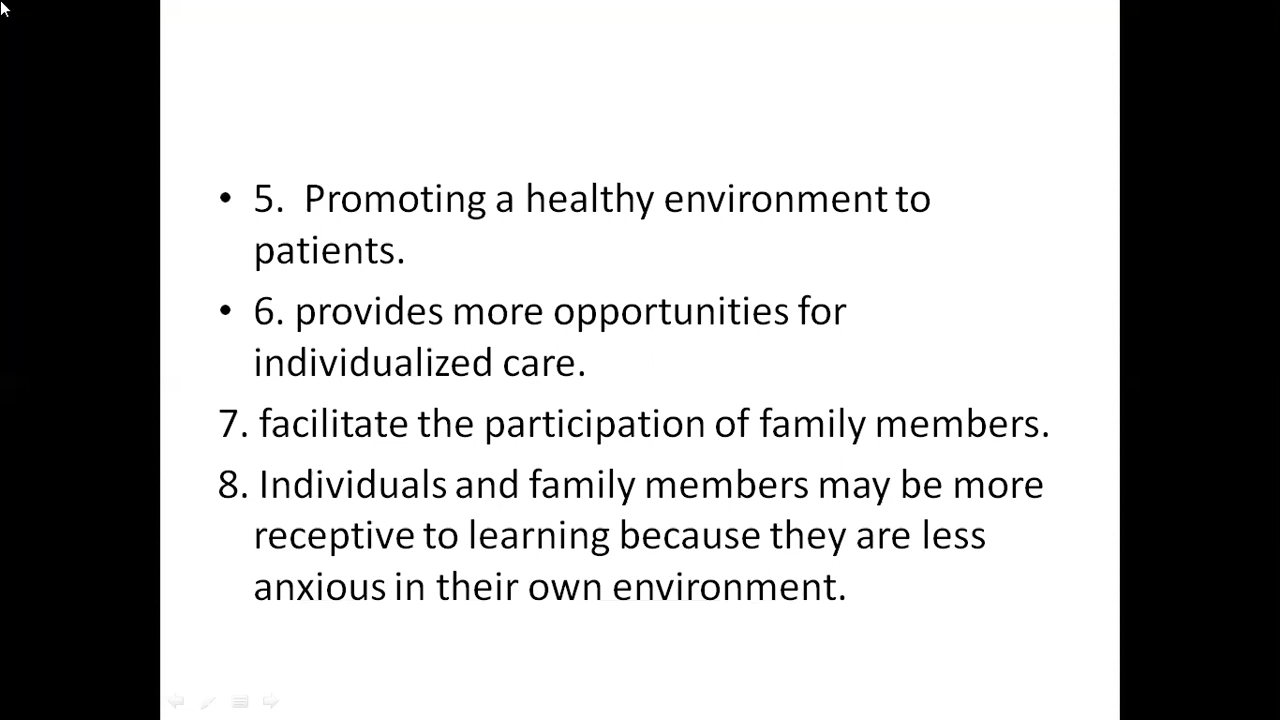 • 5.  Promoting a healthy environment to
patients.
• 6. provides more opportunities for
individualized care.
7. facilitate the participation of family members.
8. Individuals and family members may be more
receptive to learning because they are less
anxious in their own environment.